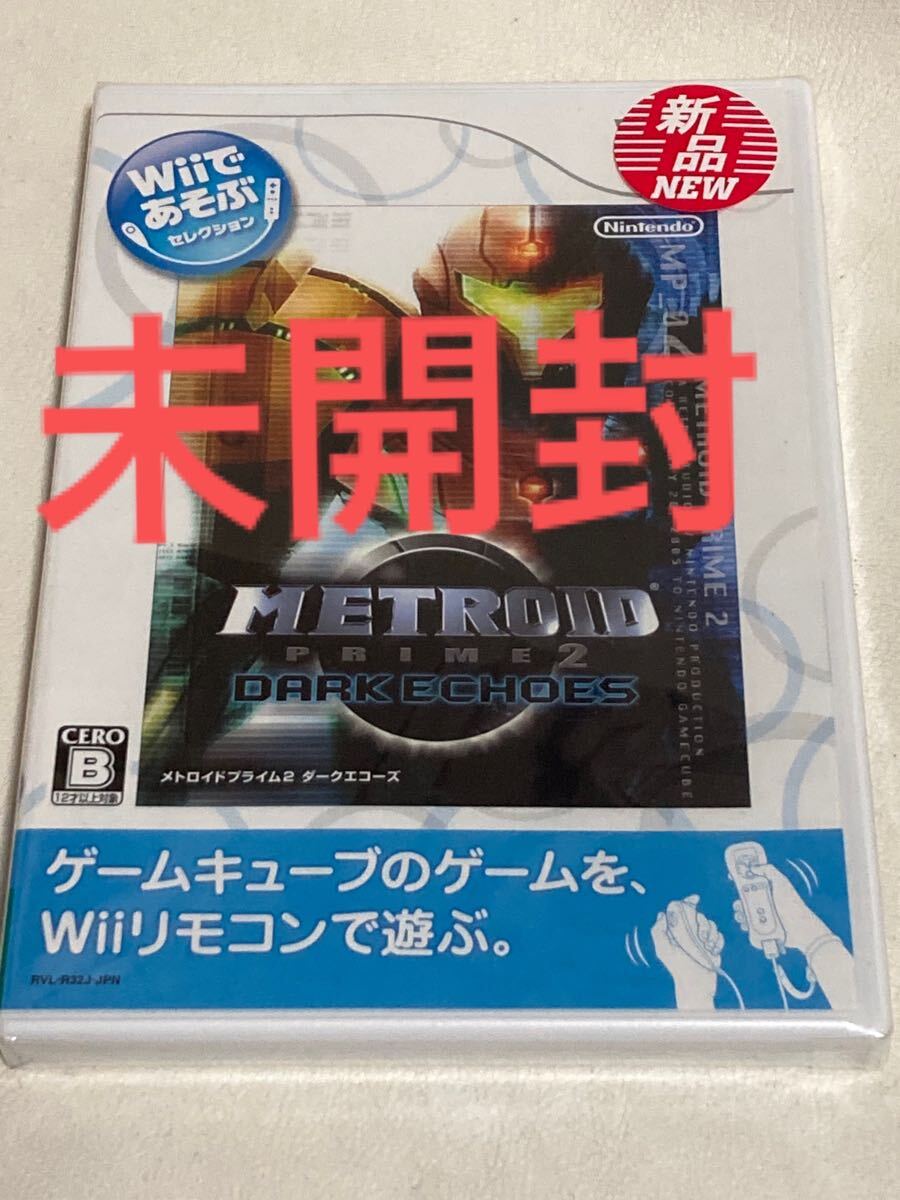 新
品
NEW
Wiiで
あそぶ
セレクション
Nintendo
未開封
METROID®
PRIME 2
DARK ECHOES
CERO
B
12才以上対象
メトロイドプライム2 ダークエコーズ
ゲームキューブのゲームを、
Wiiリモコンで遊ぶ。
RVL-R32J-JPN